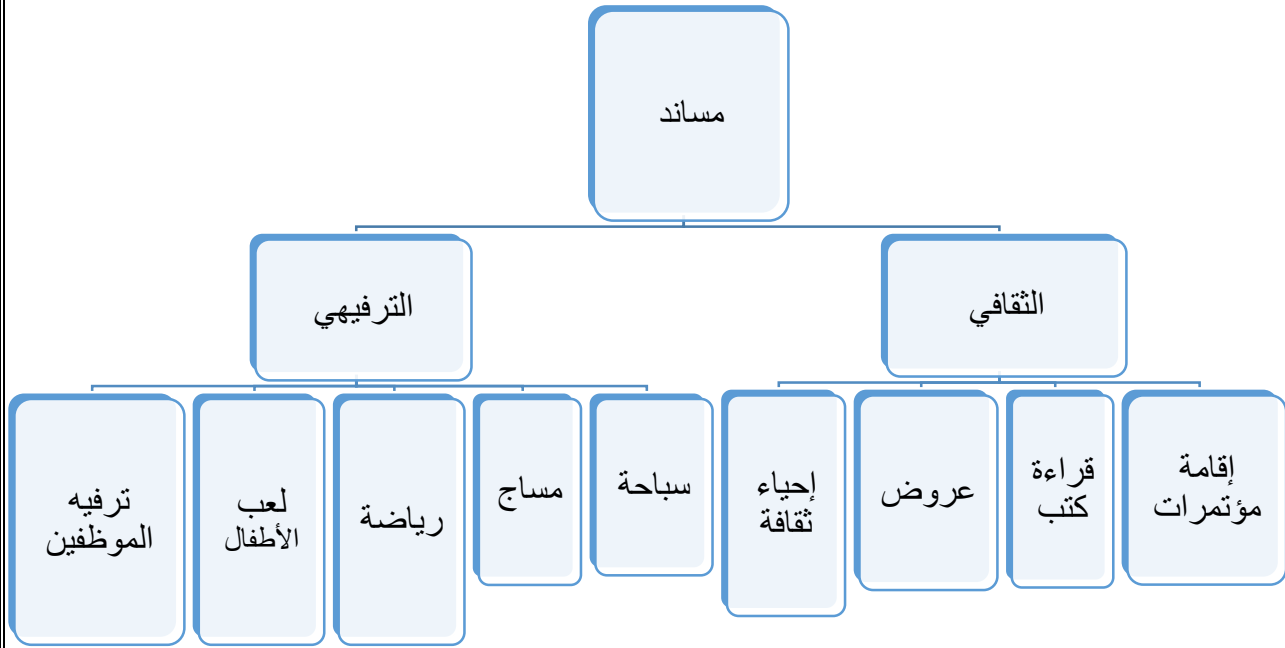 مساند
الثقافي
الترفيهي
إقامة
مؤتمرات
قراءة
كتب
عروض
إحياء
ثقافة
سباحة
مساج
رياضة
لعب
الأطفال
ترفيه
الموظفين